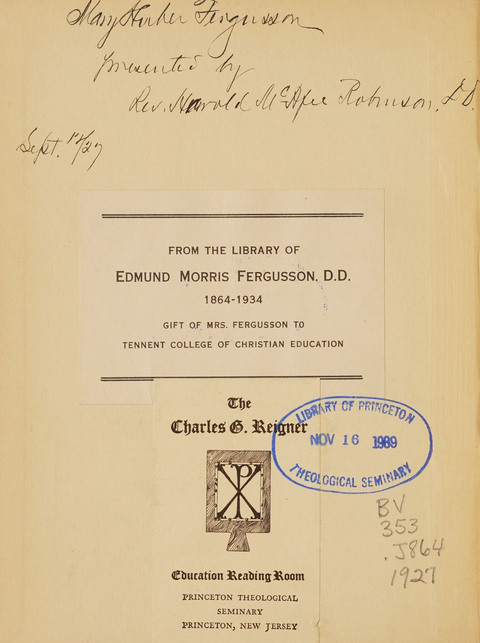 Mary Huber Fergusson
presented by
Rev. Harold McAfee Robinson, D.D.
Sept. 12/27
FROM THE LIBRARY OF
EDMUND MORRIS FERGUSSON, D.D.
1864-1934
GIFT OF MRS. FERGUSSON TO
TENNENT COLLEGE OF CHRISTIAN EDUCATION
The
Charles G. Reigner
LIBRARY OF PRINCETON
NOV 16 1989
THEOLOGICAL SEMINARY
Education Reading Room
PRINCETON THEOLOGICAL
SEMINARY
PRINCETON, NEW JERSEY
BV
353
.J864
1927